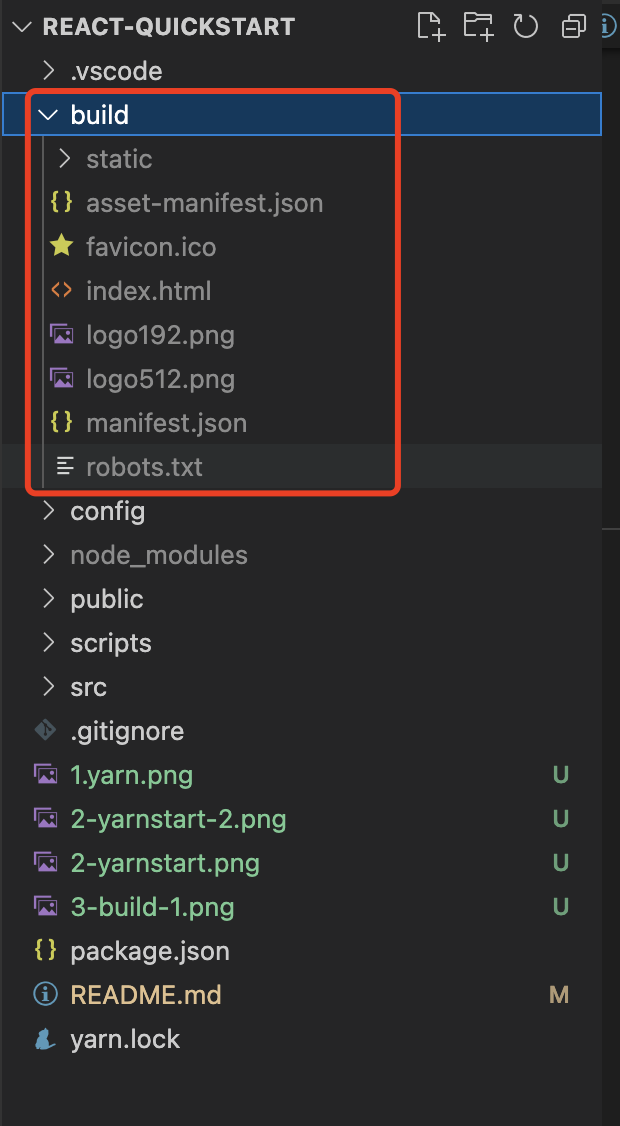 REACT-QUICKSTART
.vscode
build
static
asset-manifest.json
favicon.ico
index.html
logo192.png
logo512.png
manifest.json
robots.txt
config
node_modules
public
scripts
src
.gitignore
1.yarn.png U
2-yarnstart-2.png U
2-yarnstart.png U
3-build-1.png U
package.json
README.md M
yarn.lock